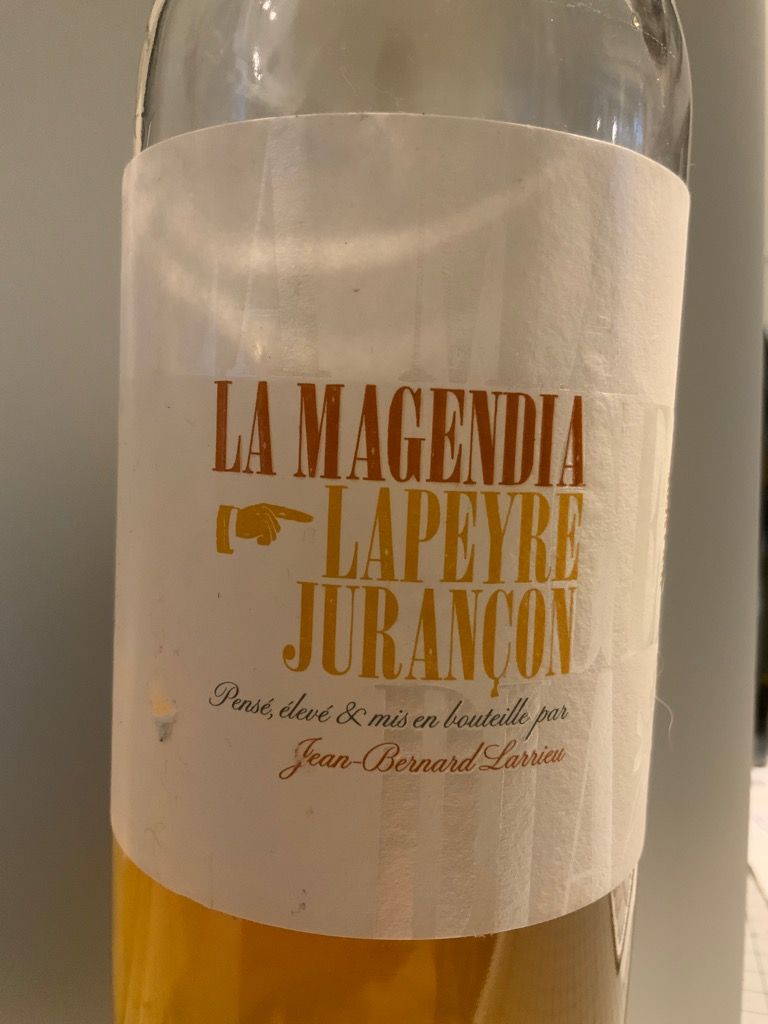 LA MAGENDIA
LAPEYRE
JURANÇON
Pensé, élevé & mis en bouteille par
Jean-Bernard Larrieu